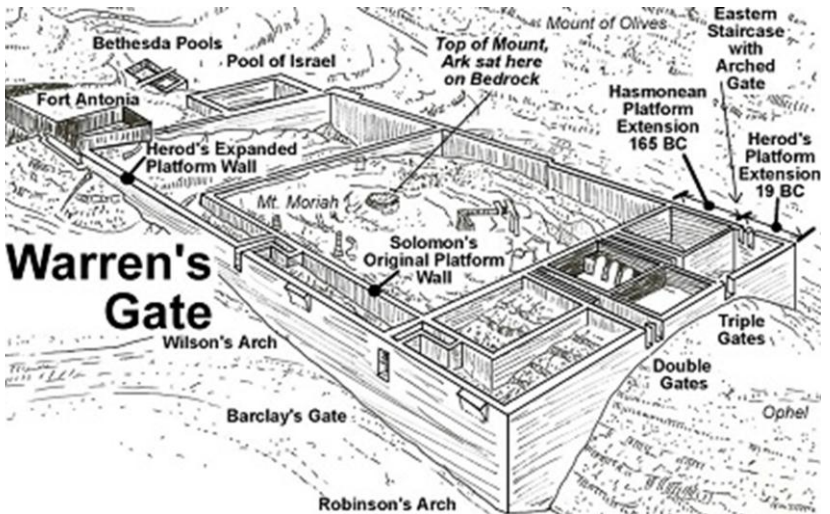 Mount of Olives
Eastern
Staircase
with
Arched
Gate
Bethesda Pools
Pool of Israel
Top of Mount,
Ark sat here
on Bedrock
Fort Antonia
Hasmonean
Platform
Extension
165 BC
Herod's
Platform
Extension
19 BC
Herod's Expanded
Platform Wall
Mt. Moriah
Solomon's
Original Platform
Wall
Warren's
Gate
Wilson's Arch
Triple
Gates
Double
Gates
Barclay's Gate
Ophel
Robinson's Arch